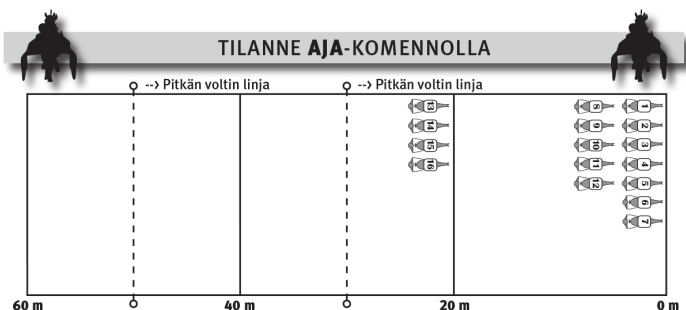 TILANNE AJA-KOMENNOLLA
--> Pitkän voltin linja --> Pitkän voltin linja
13 8 1
14 9 2
15 10 3
16 11 4
12 5
6
7
60 m 40 m 20 m 0 m